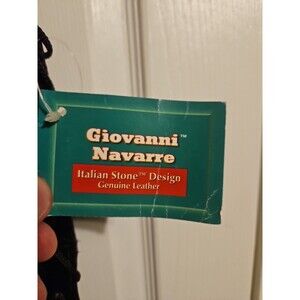 Giovanni™
Navarre
Italian Stone™ Design
Genuine Leather